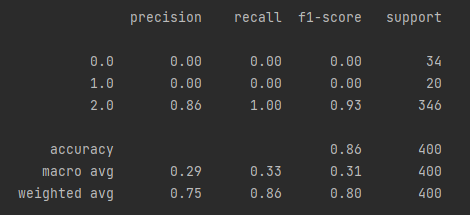 precision recall f1-score support
0.0 0.00 0.00 0.00 34
1.0 0.00 0.00 0.00 20
2.0 0.86 1.00 0.93 346
accuracy 0.86 400
macro avg 0.29 0.33 0.31 400
weighted avg 0.75 0.86 0.80 400